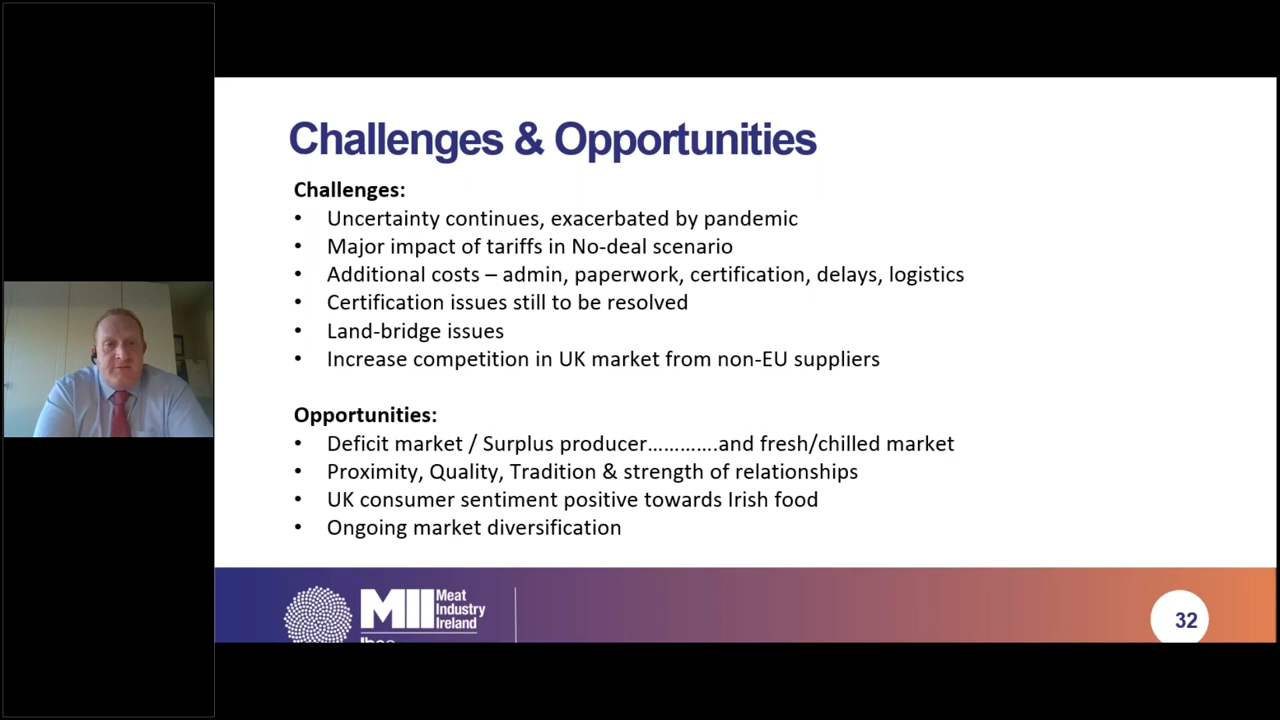 Challenges & Opportunities
Challenges:
• Uncertainty continues, exacerbated by pandemic
• Major impact of tariffs in No-deal scenario
• Additional costs – admin, paperwork, certification, delays, logistics
• Certification issues still to be resolved
• Land-bridge issues
• Increase competition in UK market from non-EU suppliers
Opportunities:
• Deficit market / Surplus producer………….and fresh/chilled market
• Proximity, Quality, Tradition & strength of relationships
• UK consumer sentiment positive towards Irish food
• Ongoing market diversification
MII
Meat
Industry
Ireland
32